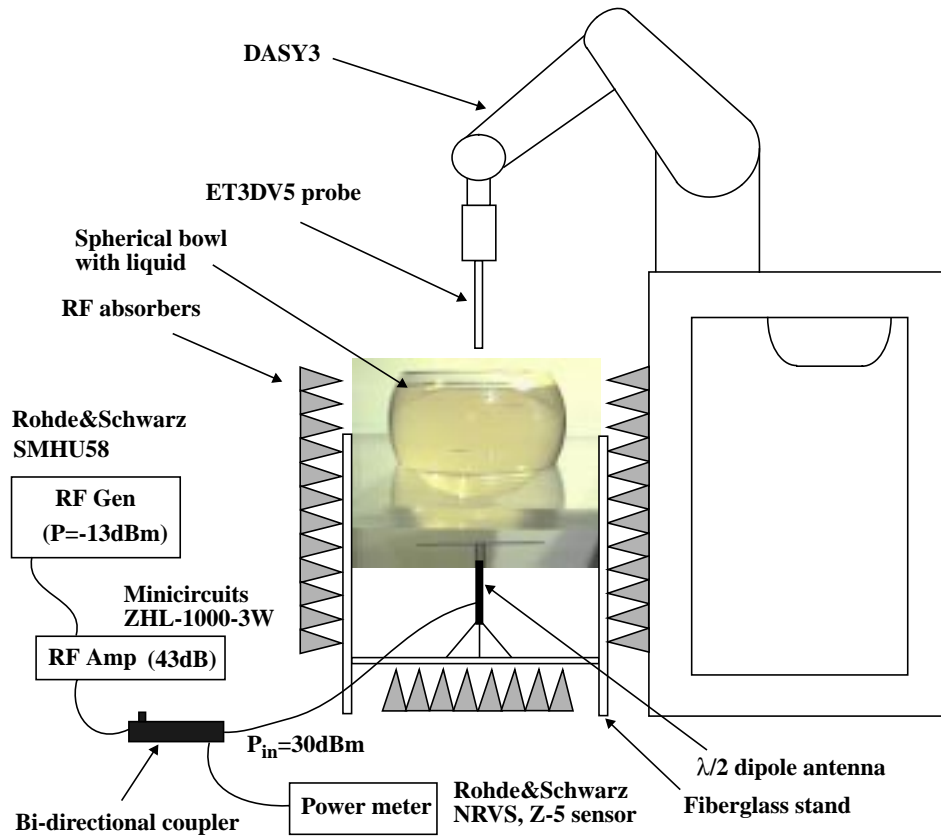 DASY3
ET3DV5 probe
Spherical bowl
with liquid
RF absorbers
Rohde&Schwarz
SMHU58
RF Gen
(P=-13dBm)
Minicircuits
ZHL-1000-3W
RF Amp (43dB)
Pin=30dBm
λ/2 dipole antenna
Bi-directional coupler
Power meter
Rohde&Schwarz
NRVS, Z-5 sensor
Fiberglass stand